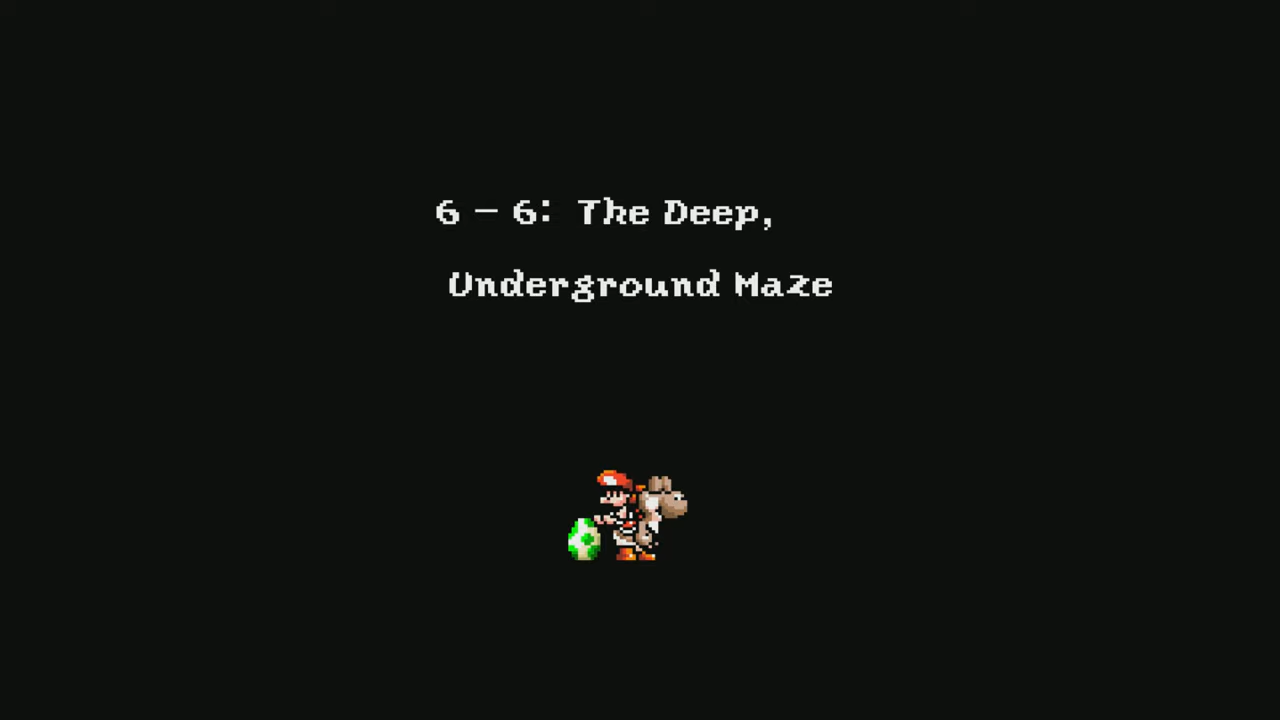 6 – 6: The Deep,
Underground Maze